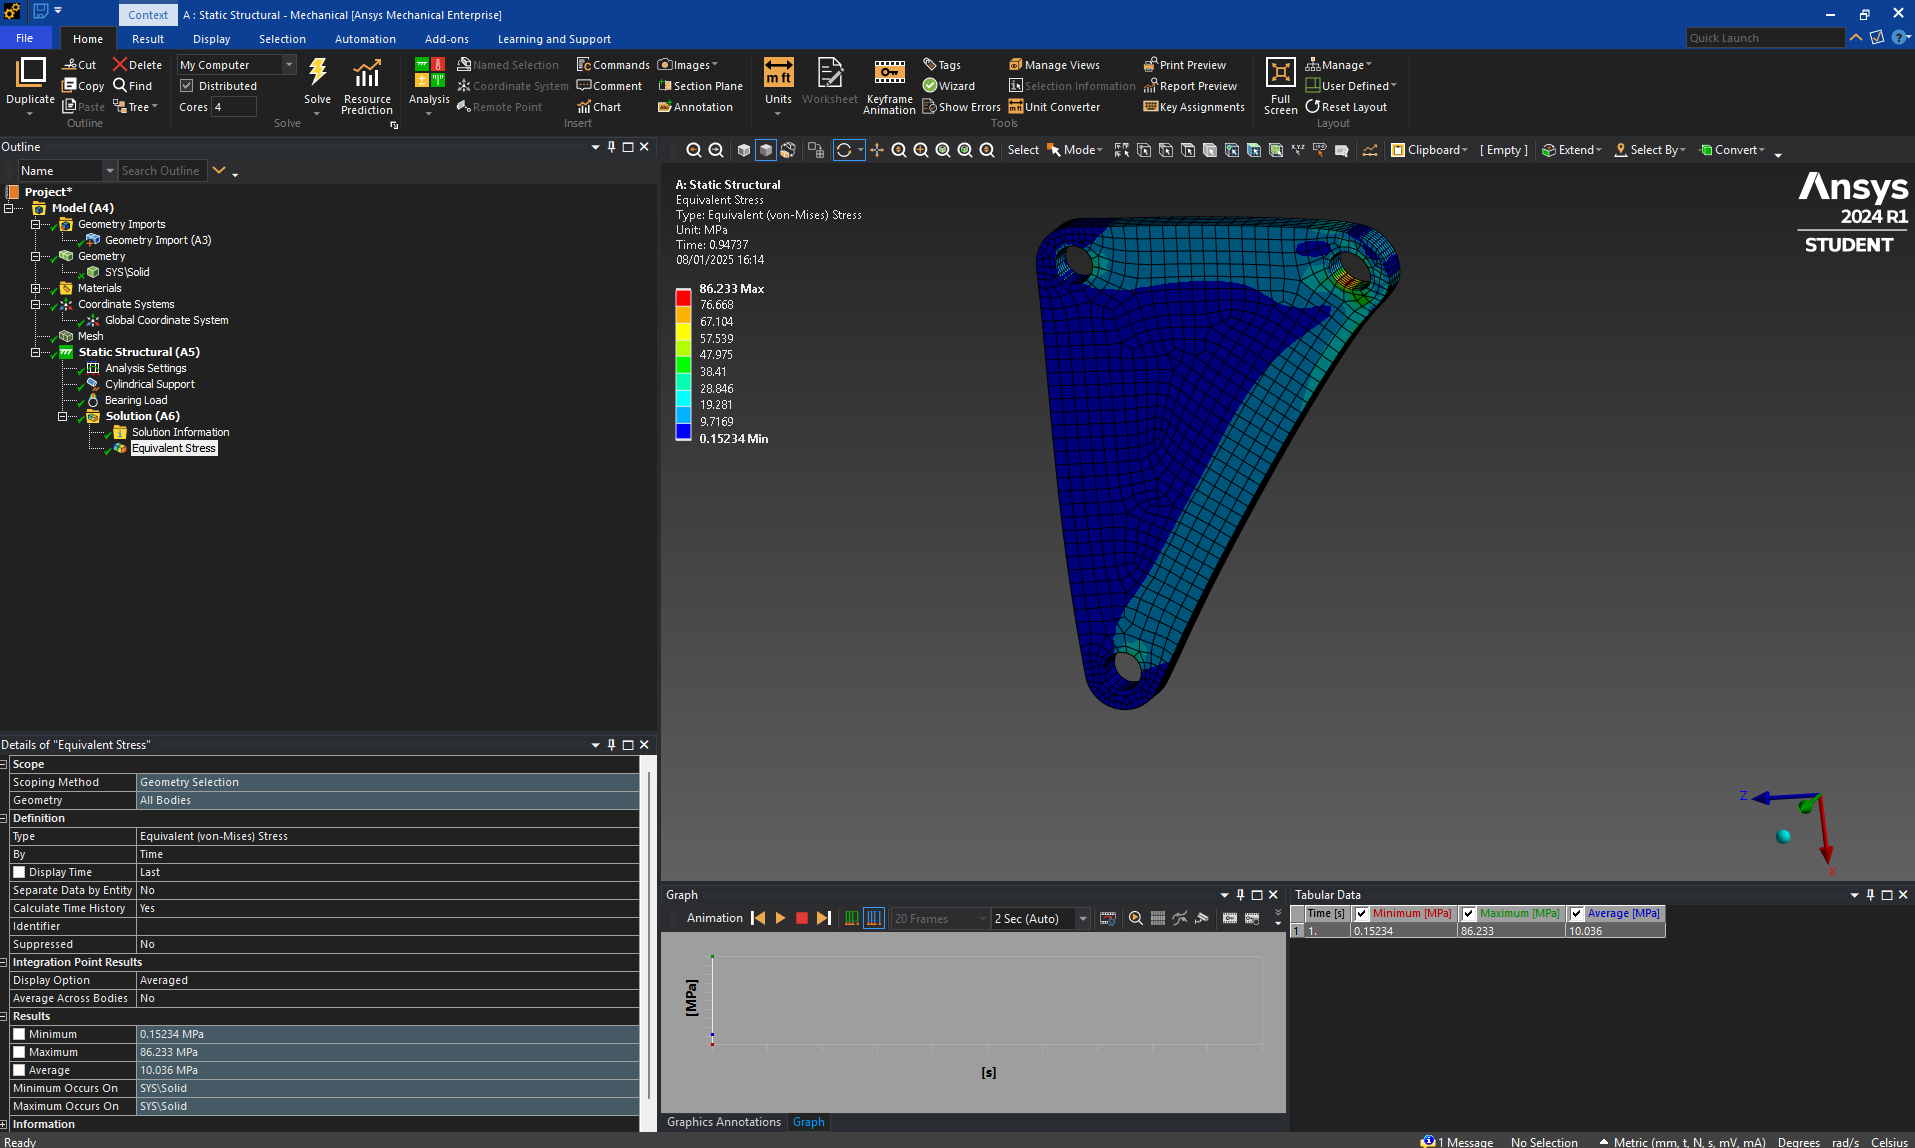 Context
A : Static Structural - Mechanical [Ansys Mechanical Enterprise]
File
Home
Result
Display
Selection
Automation
Add-ons
Learning and Support
Quick Launch
Duplicate
Cut
Copy
Paste
Delete
Find
Tree
Outline
My Computer
Distributed
Cores 4
Solve
Resource
Prediction
Solve
Analysis
Named Selection
Coordinate System
Remote Point
Commands
Comment
Chart
Images
Section Plane
Annotation
Insert
Units
Worksheet
Keyframe
Animation
Tags
Wizard
Show Errors
Manage Views
Selection Information
Unit Converter
Print Preview
Report Preview
Key Assignments
Tools
Full
Screen
Manage
User Defined
Reset Layout
Layout
Outline
Name
Search Outline
Project*
Model (A4)
Geometry Imports
Geometry Import (A3)
Geometry
SYS\Solid
Materials
Coordinate Systems
Global Coordinate System
Mesh
Static Structural (A5)
Analysis Settings
Cylindrical Support
Bearing Load
Solution (A6)
Solution Information
Equivalent Stress
Select
Mode
Clipboard
[ Empty ]
Extend
Select By
Convert
A: Static Structural
Equivalent Stress
Type: Equivalent (von-Mises) Stress
Unit: MPa
Time: 0.94737
08/01/2025 16:14
86.233 Max
76.668
67.104
57.539
47.975
38.41
28.846
19.281
9.7169
0.15234 Min
Ansys
2024 R1
STUDENT
Z
X
Details of "Equivalent Stress"
Scope
Scoping Method Geometry Selection
Geometry All Bodies
Definition
Type Equivalent (von-Mises) Stress
By Time
Display Time Last
Separate Data by Entity No
Calculate Time History Yes
Identifier
Suppressed No
Integration Point Results
Display Option Averaged
Average Across Bodies No
Results
Minimum 0.15234 MPa
Maximum 86.233 MPa
Average 10.036 MPa
Minimum Occurs On SYS\Solid
Maximum Occurs On SYS\Solid
Information
Graph
Animation
20 Frames
2 Sec (Auto)
[MPa]
[s]
Graphics Annotations
Graph
Tabular Data
Time [s] Minimum [MPa] Maximum [MPa] Average [MPa]
1 1. 0.15234 86.233 10.036
Ready
1 Message
No Selection
Metric (mm, t, N, s, mV, mA)
Degrees
rad/s
Celsius